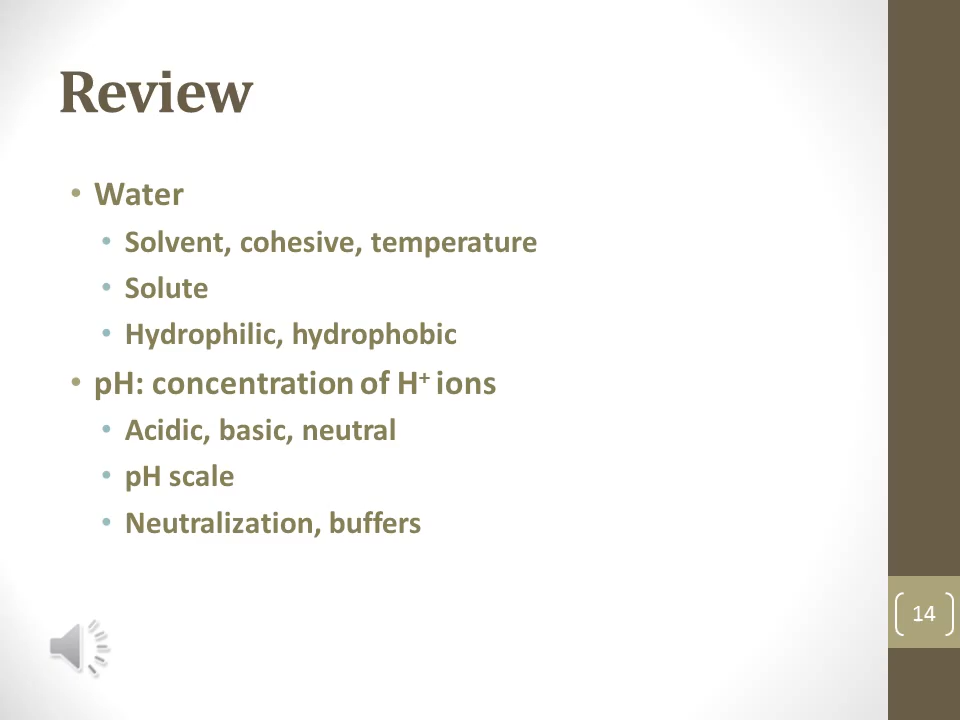 Review
• Water
• Solvent, cohesive, temperature
• Solute
• Hydrophilic, hydrophobic
• pH: concentration of H⁺ ions
• Acidic, basic, neutral
• pH scale
• Neutralization, buffers
14